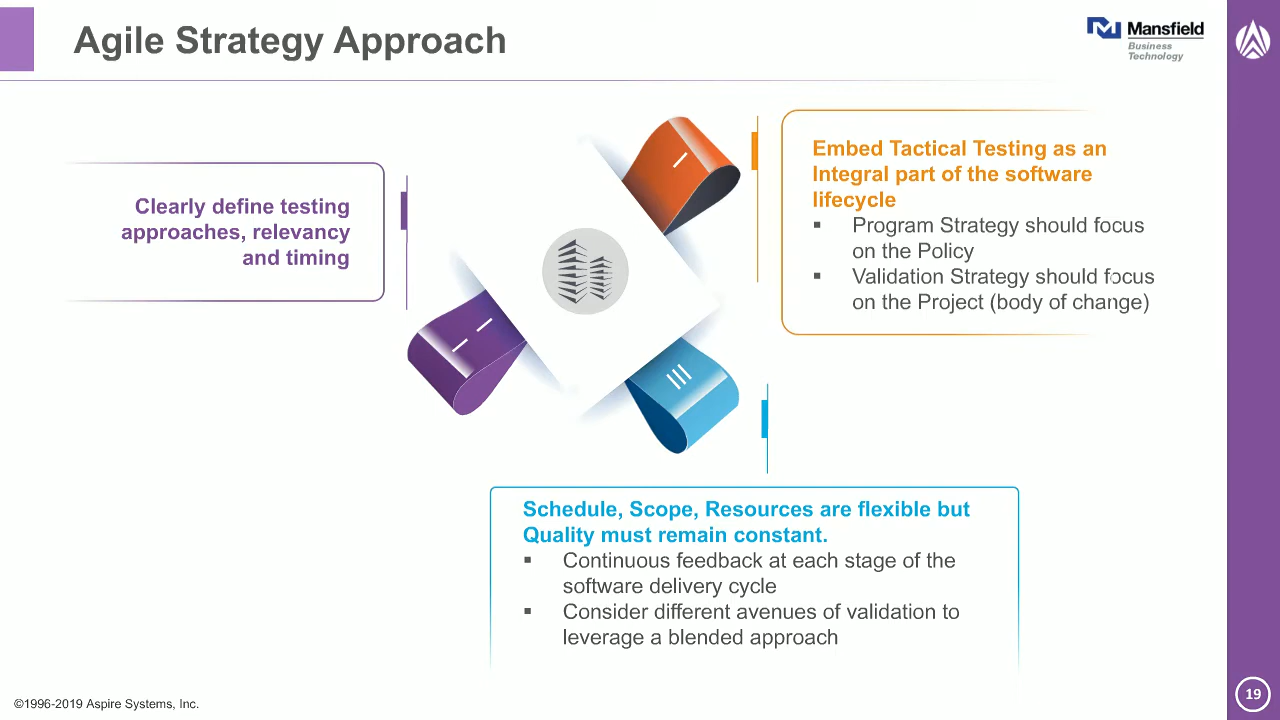 Agile Strategy Approach
Mansfield
Business
Technology
Clearly define testing
approaches, relevancy
and timing
Embed Tactical Testing as an
Integral part of the software
lifecycle
▪ Program Strategy should focus
on the Policy
▪ Validation Strategy should focus
on the Project (body of change)
Schedule, Scope, Resources are flexible but
Quality must remain constant.
▪ Continuous feedback at each stage of the
software delivery cycle
▪ Consider different avenues of validation to
leverage a blended approach
©1996-2019 Aspire Systems, Inc.
19